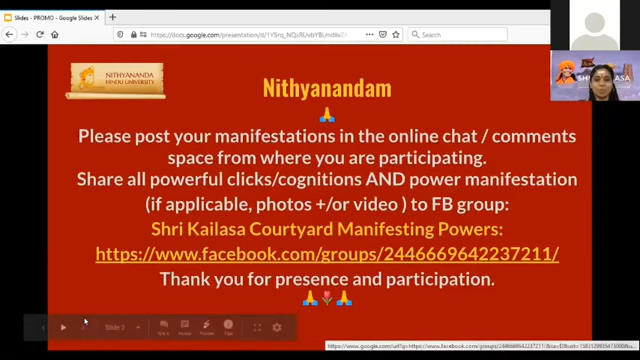 Slides - PROMO - Google Slides
https://docs.google.com/presentation/d/
Search
NITHYANANDA
HINDU UNIVERSITY
Nithyanandam
🙏
Please post your manifestations in the online chat / comments
space from where you are participating.
Share all powerful clicks/cognitions AND power manifestation
(if applicable, photos +/or video ) to FB group:
Shri Kailasa Courtyard Manifesting Powers:
https://www.facebook.com/groups/2446669642237211/
Thank you for presence and participation.
🙏🌷🙏
Slide 3